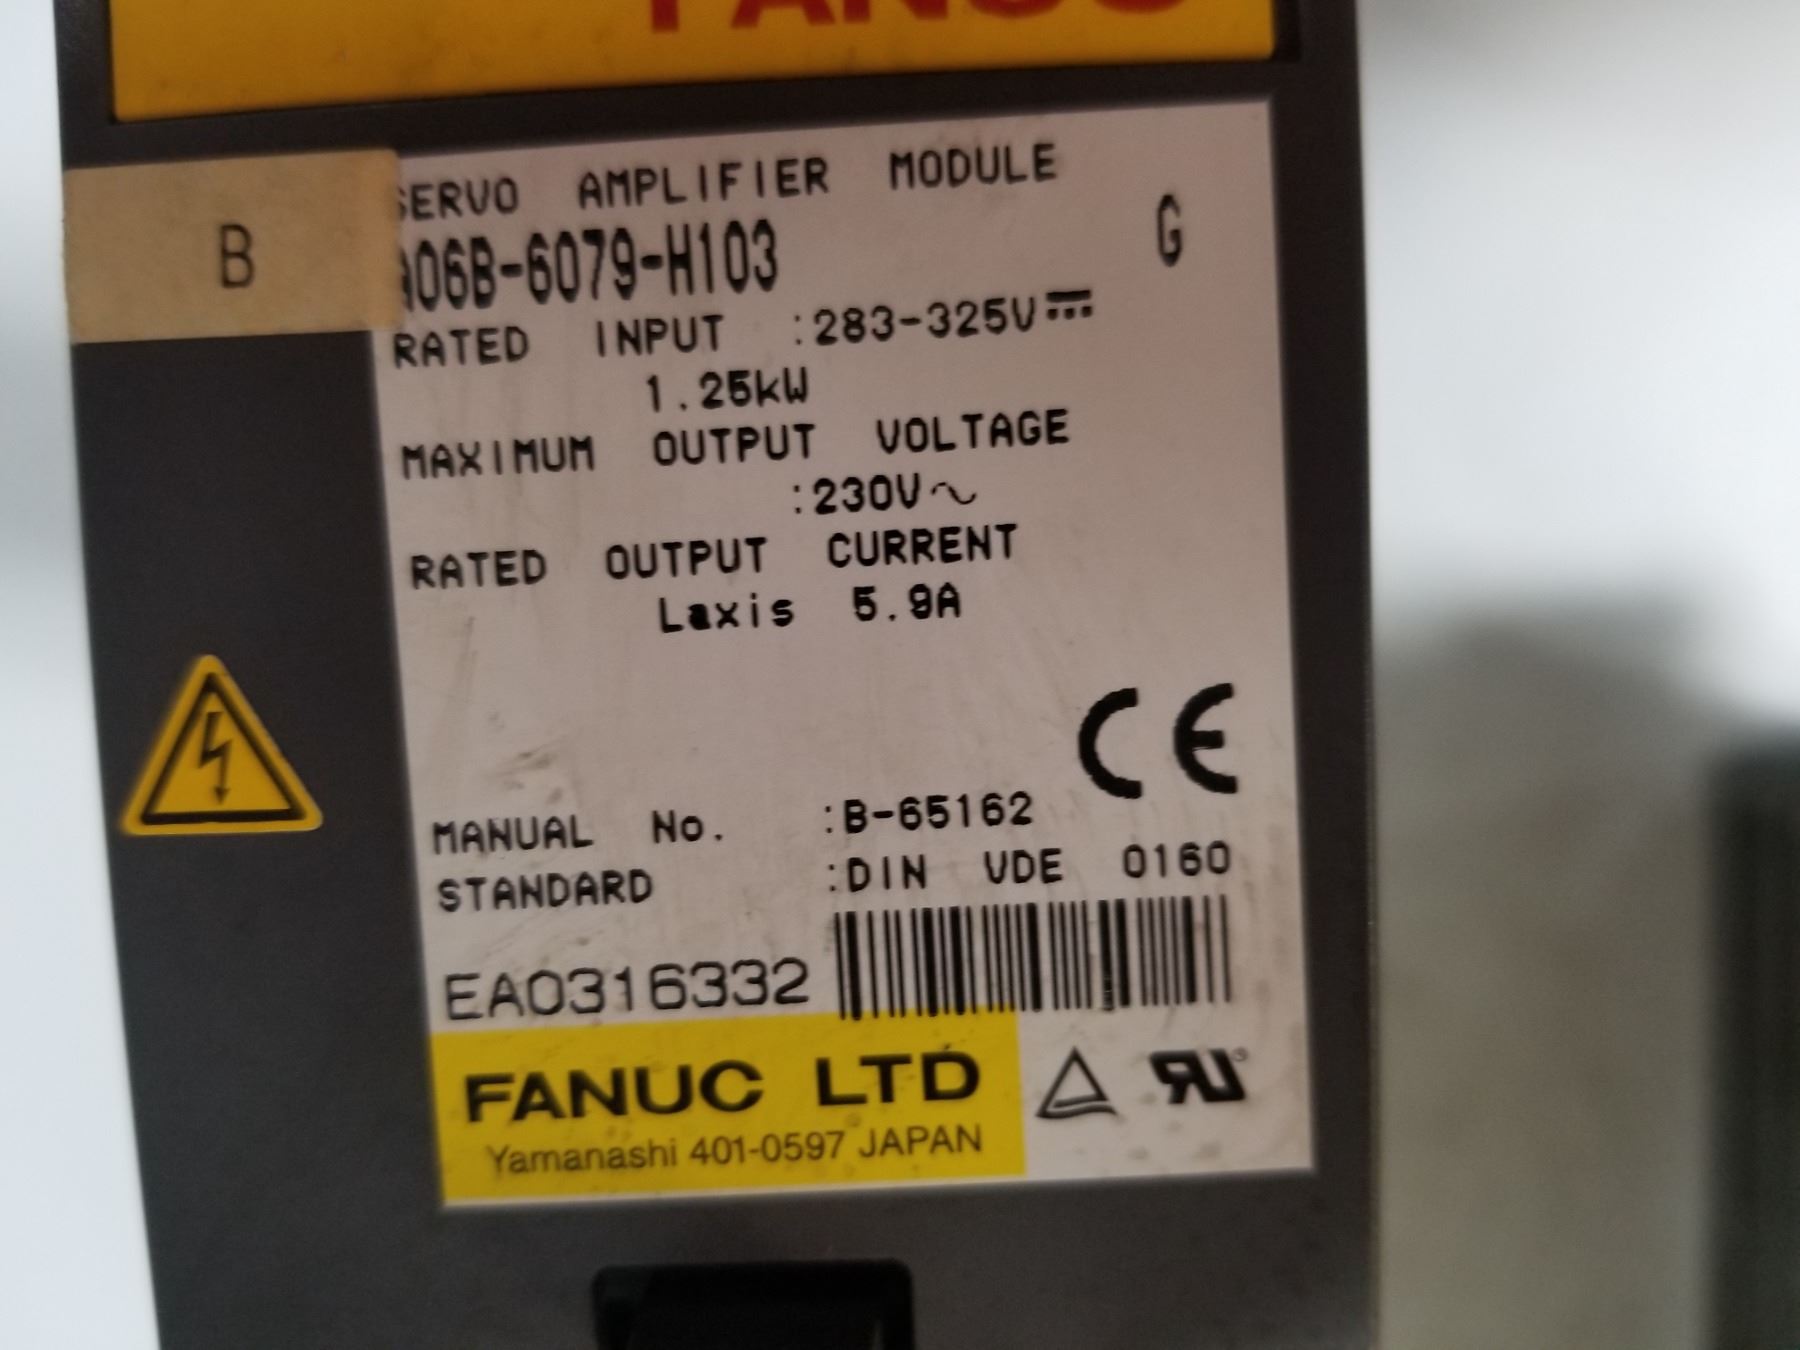 FANUC
B
SERVO AMPLIFIER MODULE
A06B-6079-H103 G
RATED INPUT :283-325V⎓
1.25kW
MAXIMUM OUTPUT VOLTAGE
:230V~
RATED OUTPUT CURRENT
Laxis 5.9A
CE
MANUAL No. :B-65162
STANDARD :DIN VDE 0160
EA0316332
FANUC LTD
Yamanashi 401-0597 JAPAN